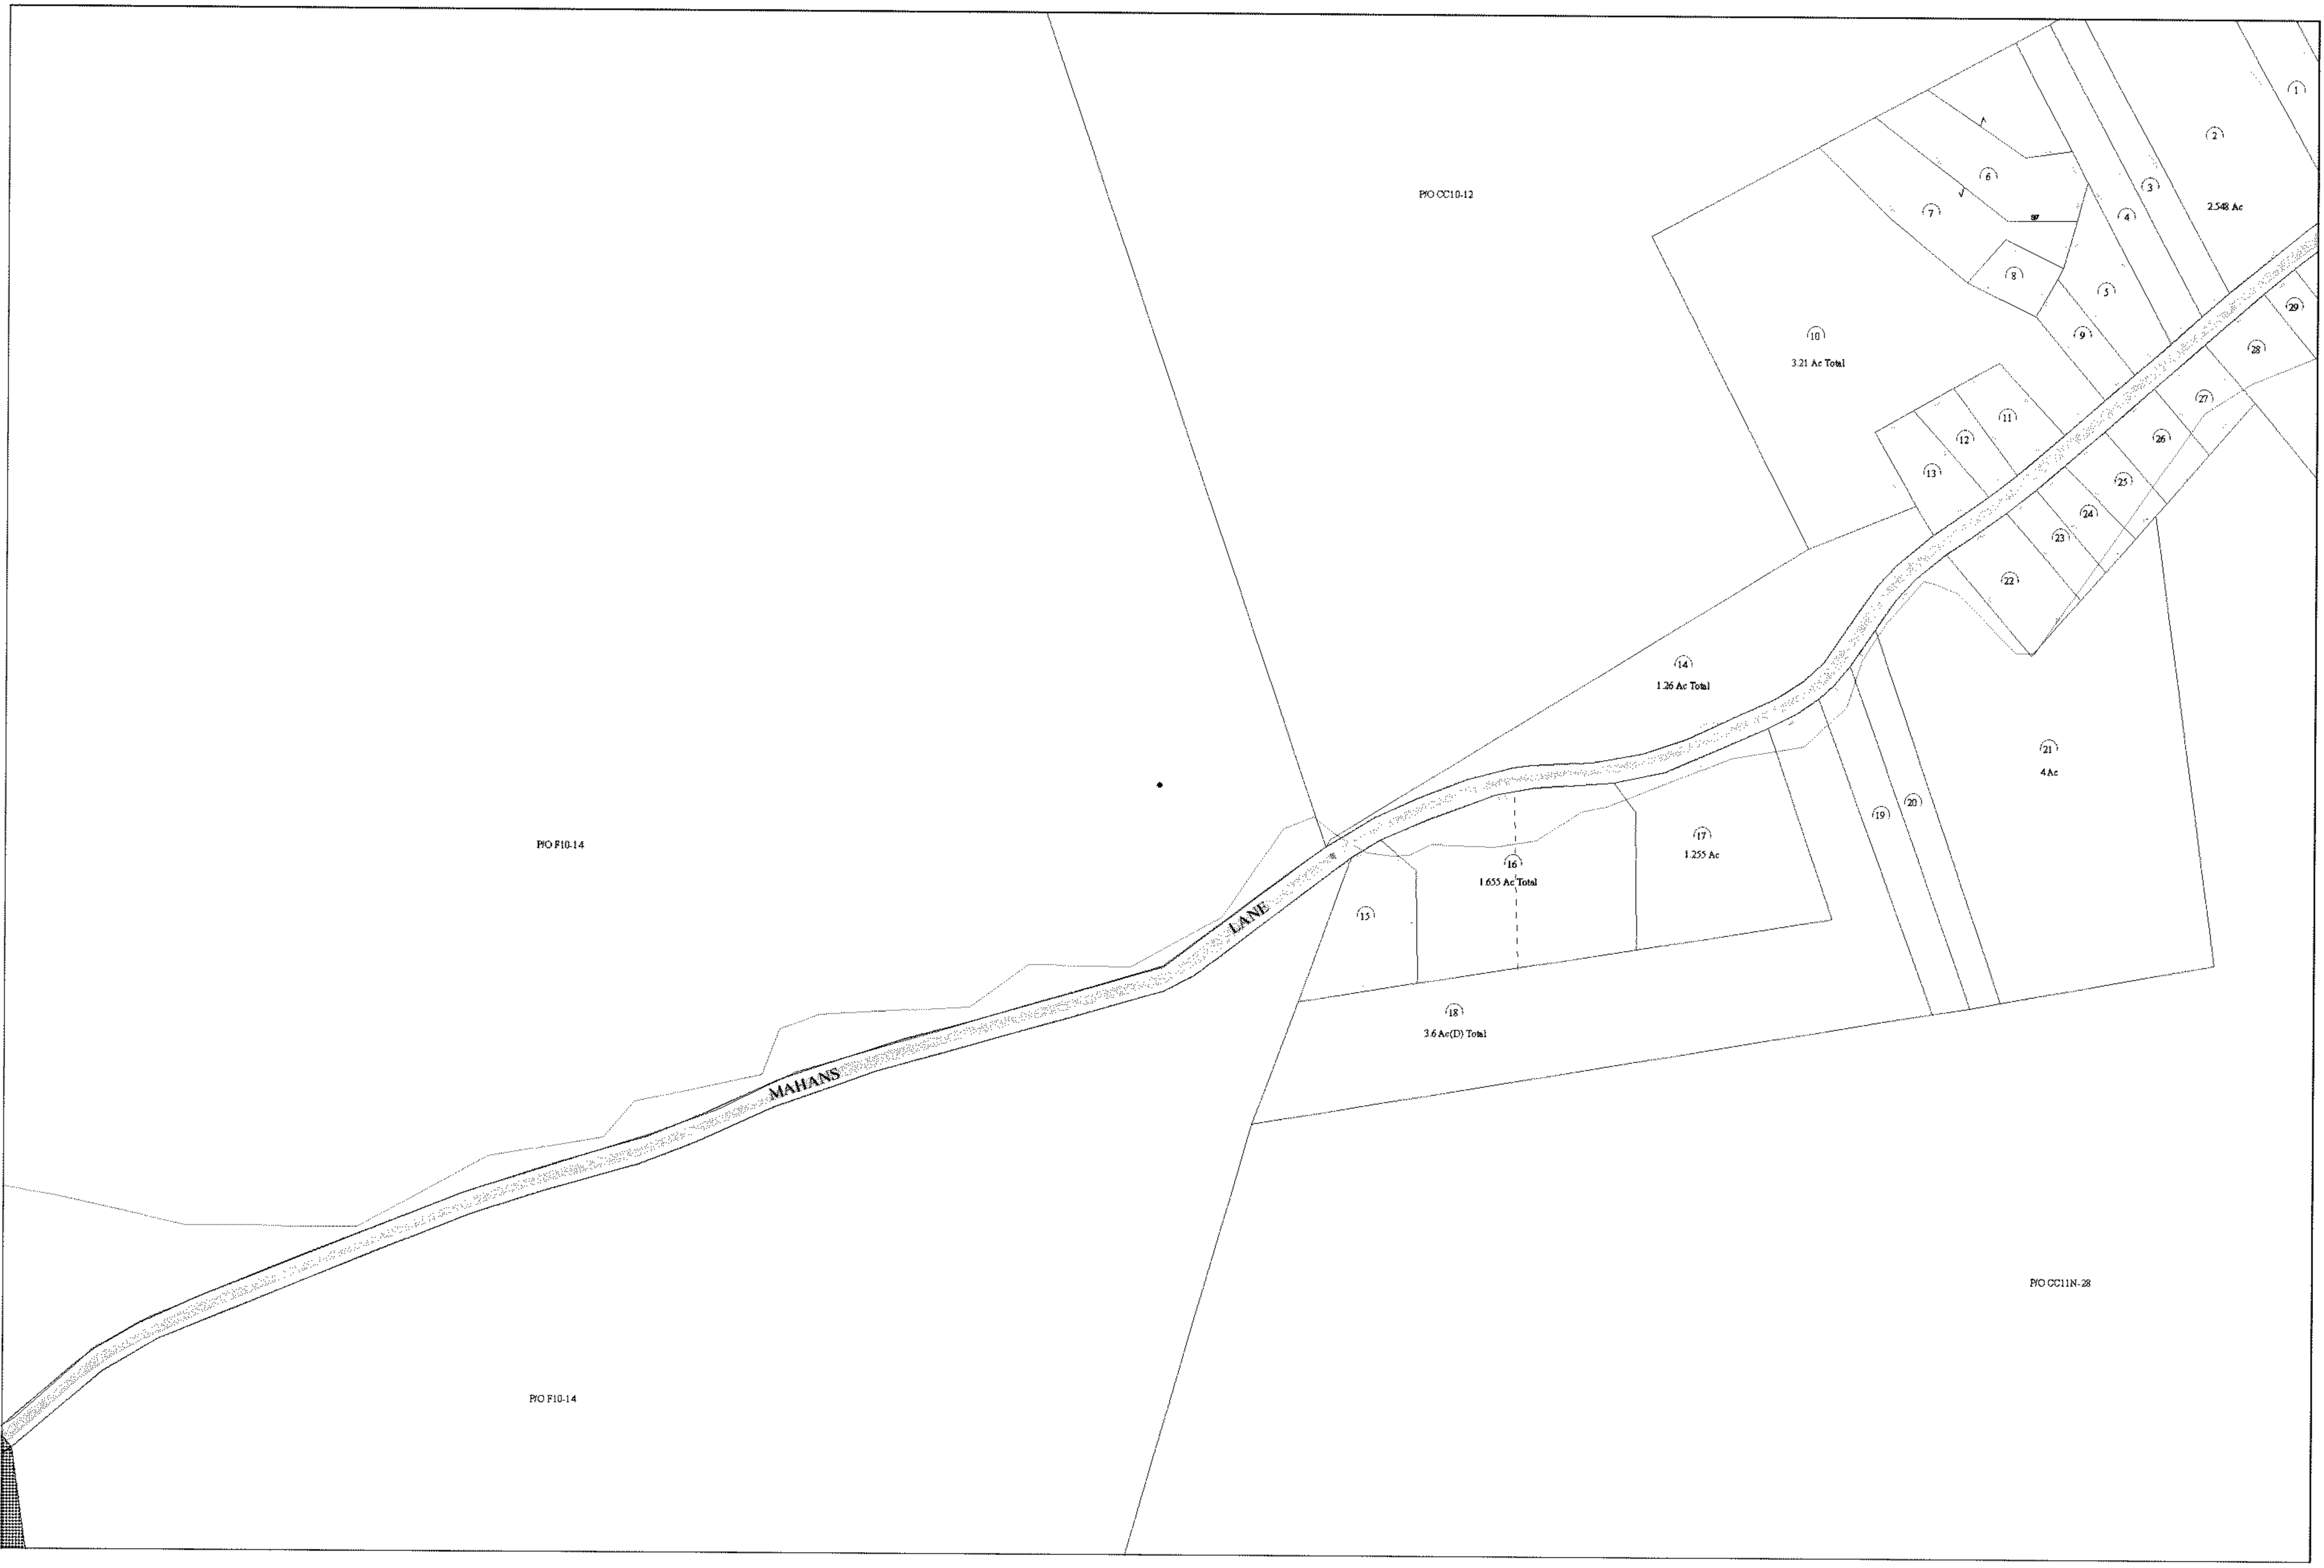 1
2
2.548 Ac
3
4
P/O CC10-12
6
7
97
8
5
29
9
28
10
3.21 Ac Total
27
11
12
26
13
25
24
23
22
14
1.26 Ac Total
21
4 Ac
20
19
17
1.255 Ac
16
1.655 Ac Total
15
P/O F10-14
LANE
18
3.6 Ac(D) Total
MAHANS
P/O CC11N-28
P/O F10-14